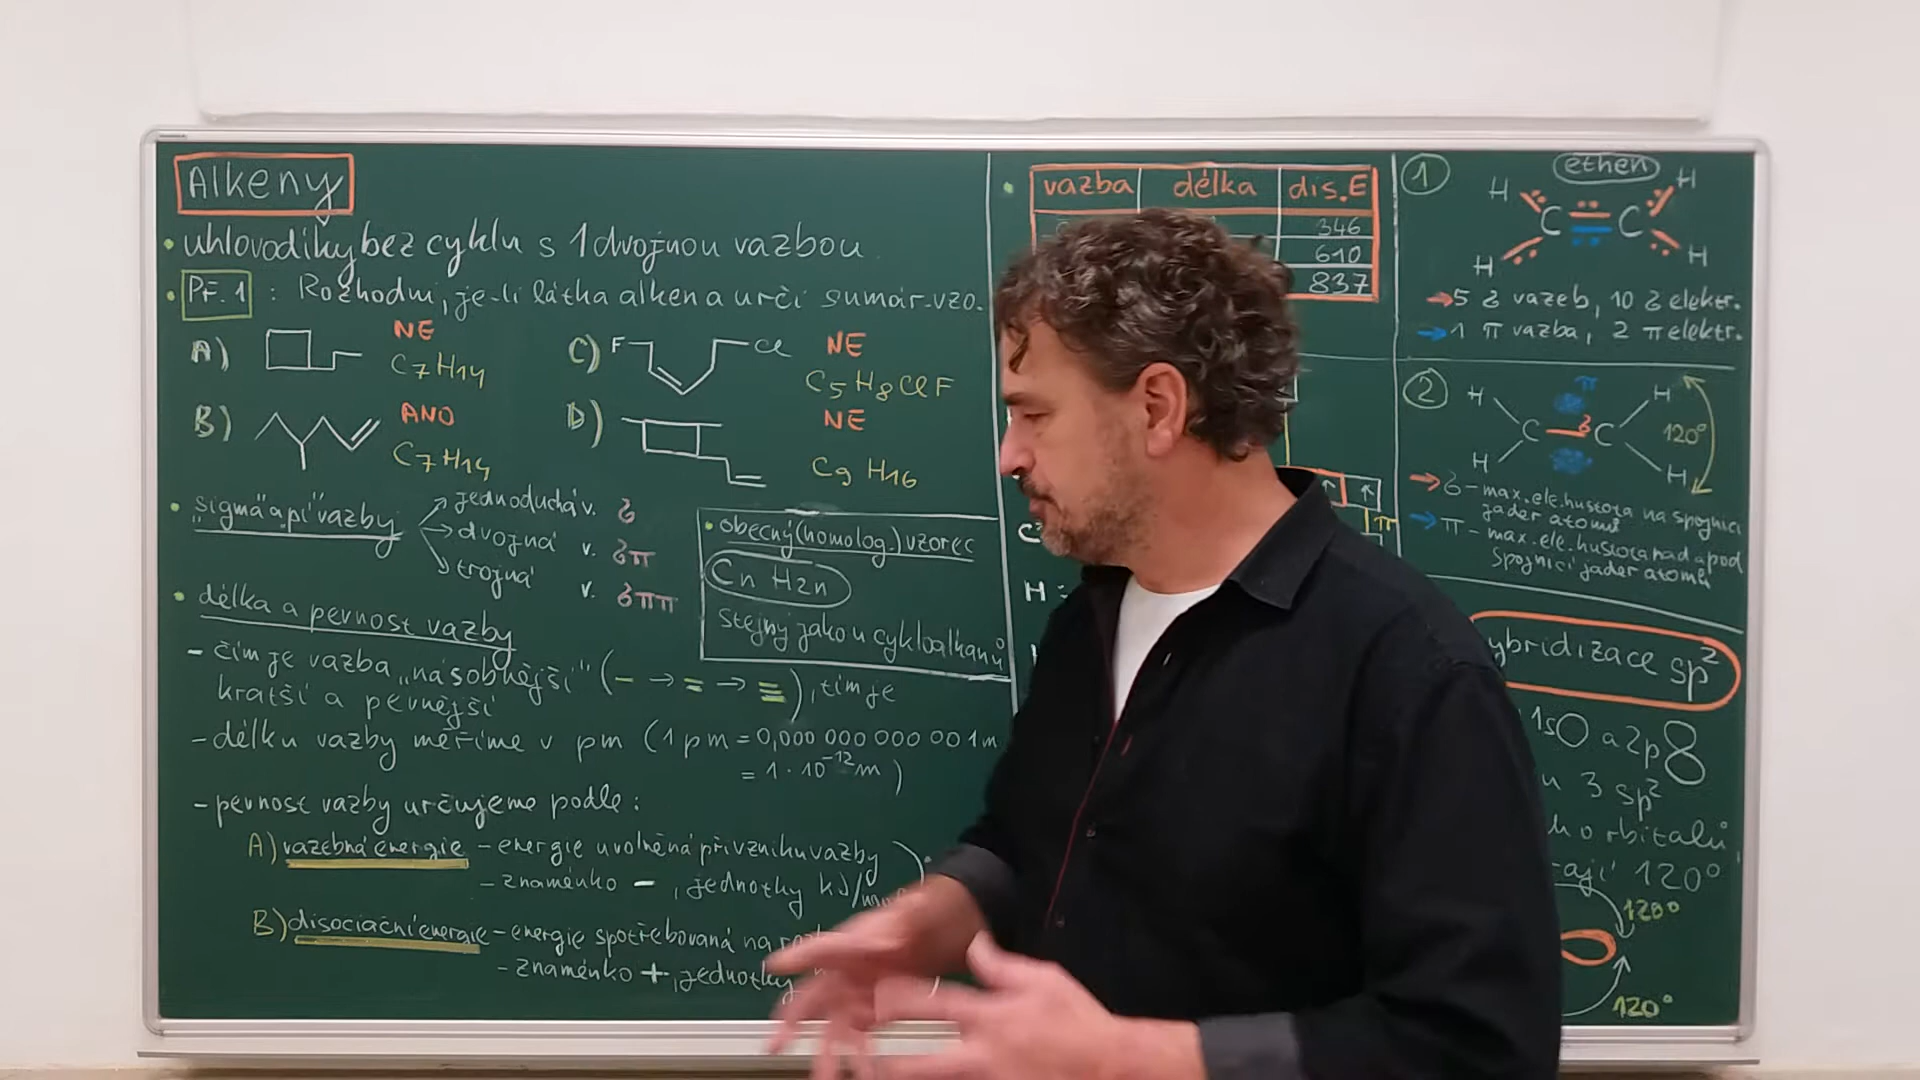 Alkeny
• uhlovodíky bez cyklu s 1 dvojnou vazbou
• Př. 1 : Rozhodni, je-li látka alken a urči sumár. vzo.
A) NE
C7H14
B) ANO
C7H14
C) F Cl NE
C5H8ClF
D) NE
C9H16
• „sigma" a „pí" vazby
jednoduchá v. σ
dvojná v. σπ
trojná v. σππ
• obecný (homolog.) vzorec
CnH2n
stejný jako u cykloalkanů
• délka a pevnost vazby
- čím je vazba „násobnější" (− → = → ≡), tím je
kratší a pevnější
- délku vazby měříme v pm (1 pm = 0,000 000 000 001 m
= 1 · 10⁻¹² m)
- pevnost vazby určujeme podle:
A) vazebná energie - energie uvolněná při vzniku vazby
- znaménko −, jednotky kJ/
B) disociační energie - energie spotřebovaná na
- znaménko +, jednotky
• vazba délka dis.E
346
610
837
H =
π
1 ethen
H H
C C
H H
→ 5 σ vazeb, 10 σ elektr.
→ 1 π vazba, 2 π elektr.
2 π
H H
C σ C 120°
H H
→ σ - max. ele. hustota na spojnici
jader atomů
→ π - max. ele. hustota nad a pod
spojnicí jader atomů
ybridizace sp²
1s a 2p
3 sp²
orbitalů
120°
120°
120°